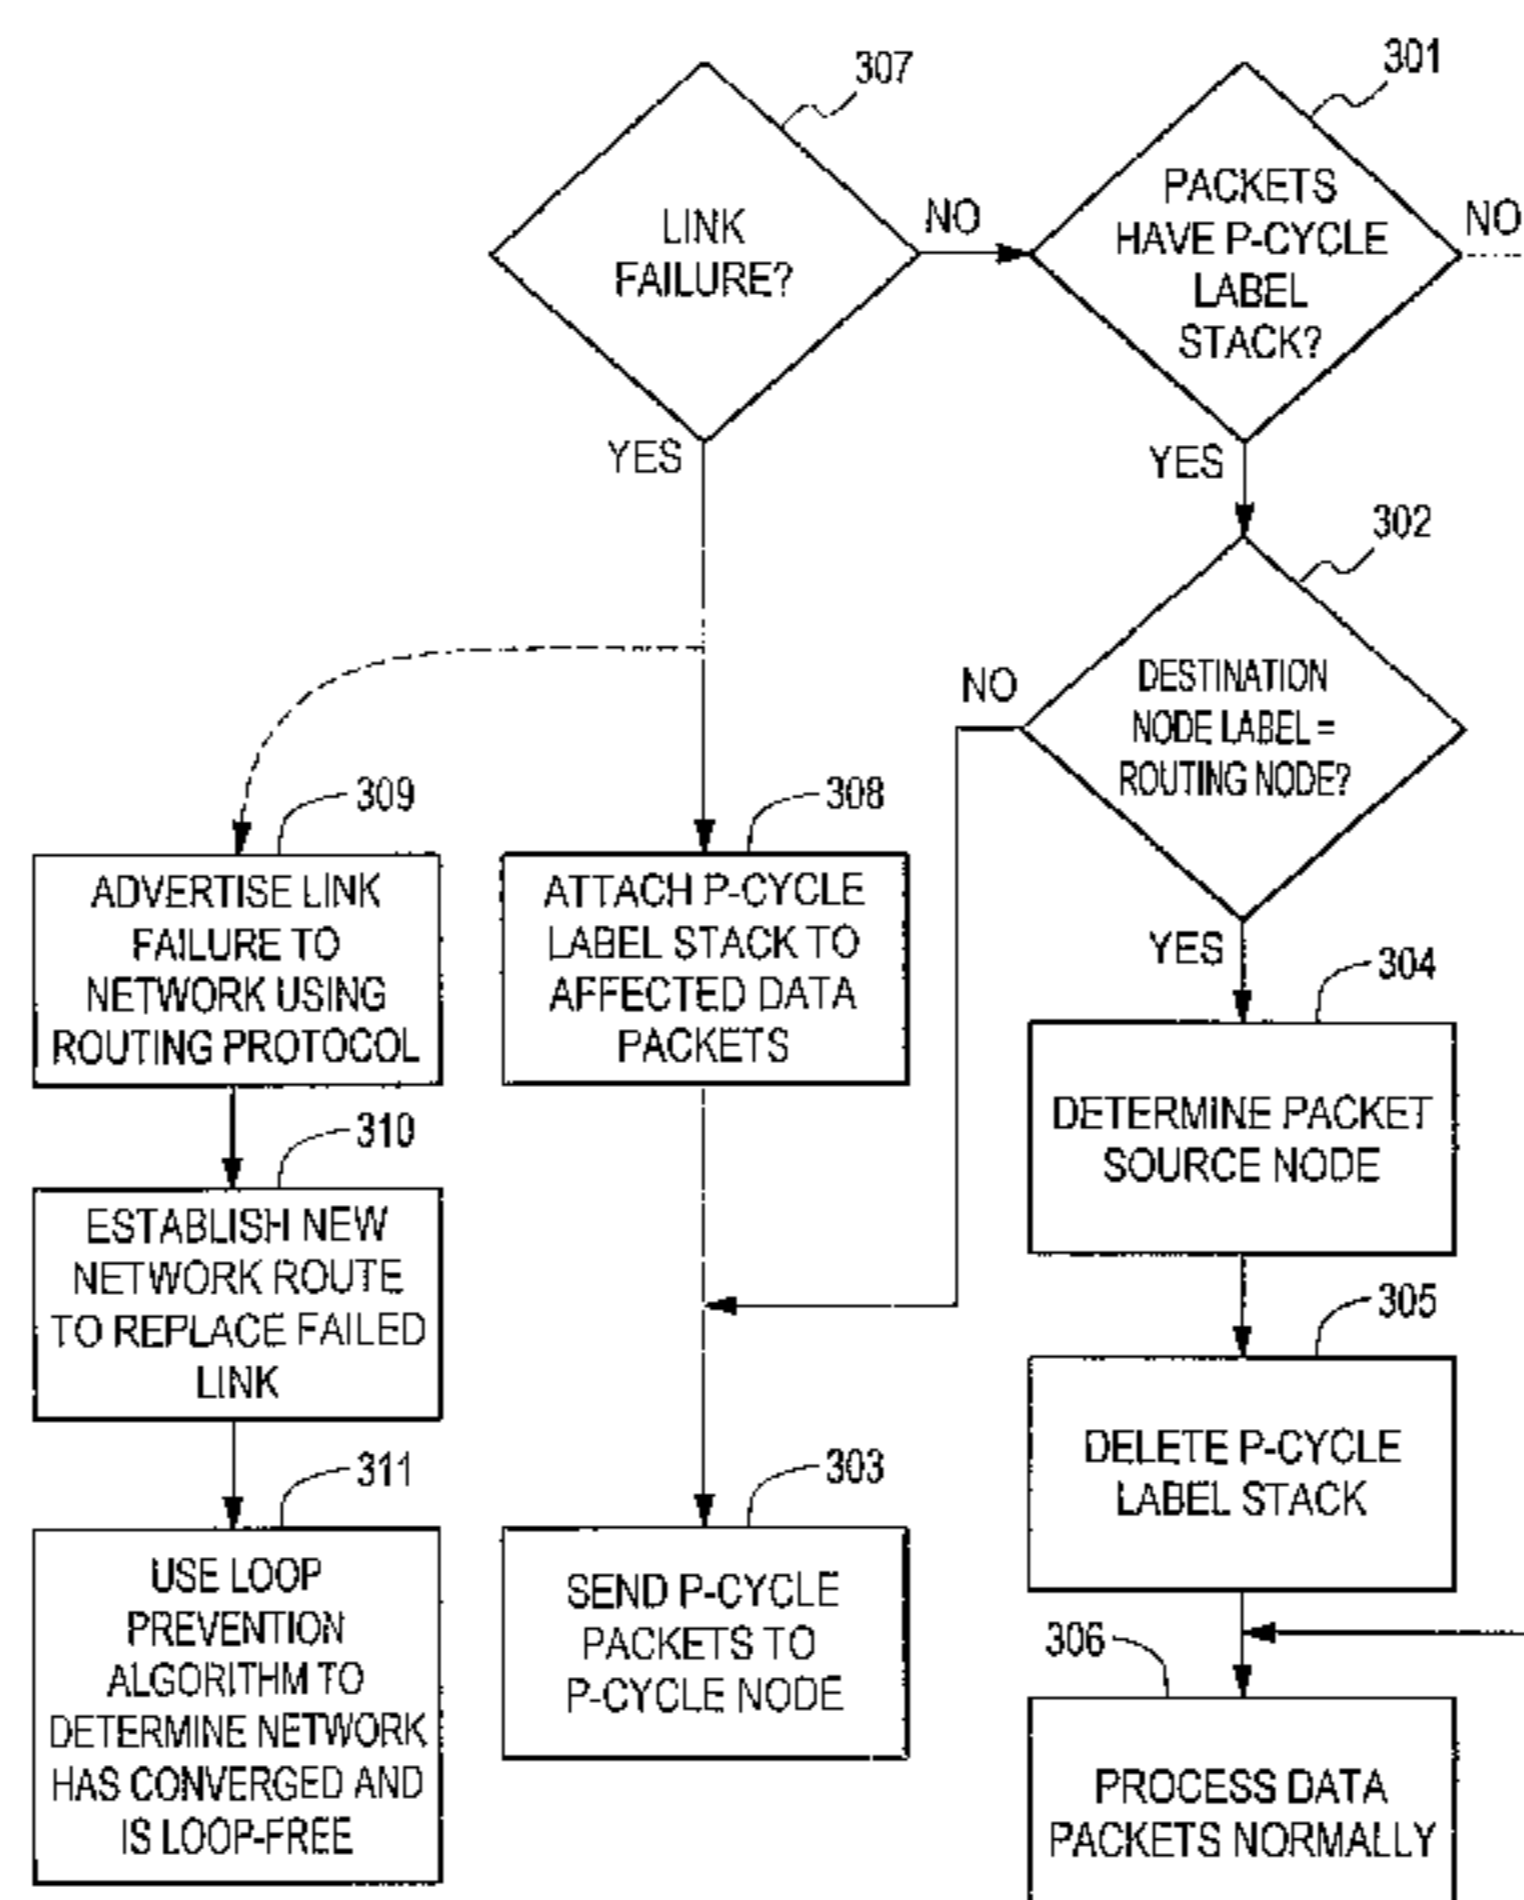 307
LINK
FAILURE?
NO
YES
301
PACKETS
HAVE P-CYCLE
LABEL
STACK?
NO
YES
302
DESTINATION
NODE LABEL =
ROUTING NODE?
NO
YES
309
ADVERTISE LINK
FAILURE TO
NETWORK USING
ROUTING PROTOCOL
308
ATTACH P-CYCLE
LABEL STACK TO
AFFECTED DATA
PACKETS
304
DETERMINE PACKET
SOURCE NODE
310
ESTABLISH NEW
NETWORK ROUTE
TO REPLACE FAILED
LINK
305
DELETE P-CYCLE
LABEL STACK
311
USE LOOP
PREVENTION
ALGORITHM TO
DETERMINE NETWORK
HAS CONVERGED AND
IS LOOP-FREE
303
SEND P-CYCLE
PACKETS TO
P-CYCLE NODE
306
PROCESS DATA
PACKETS NORMALLY